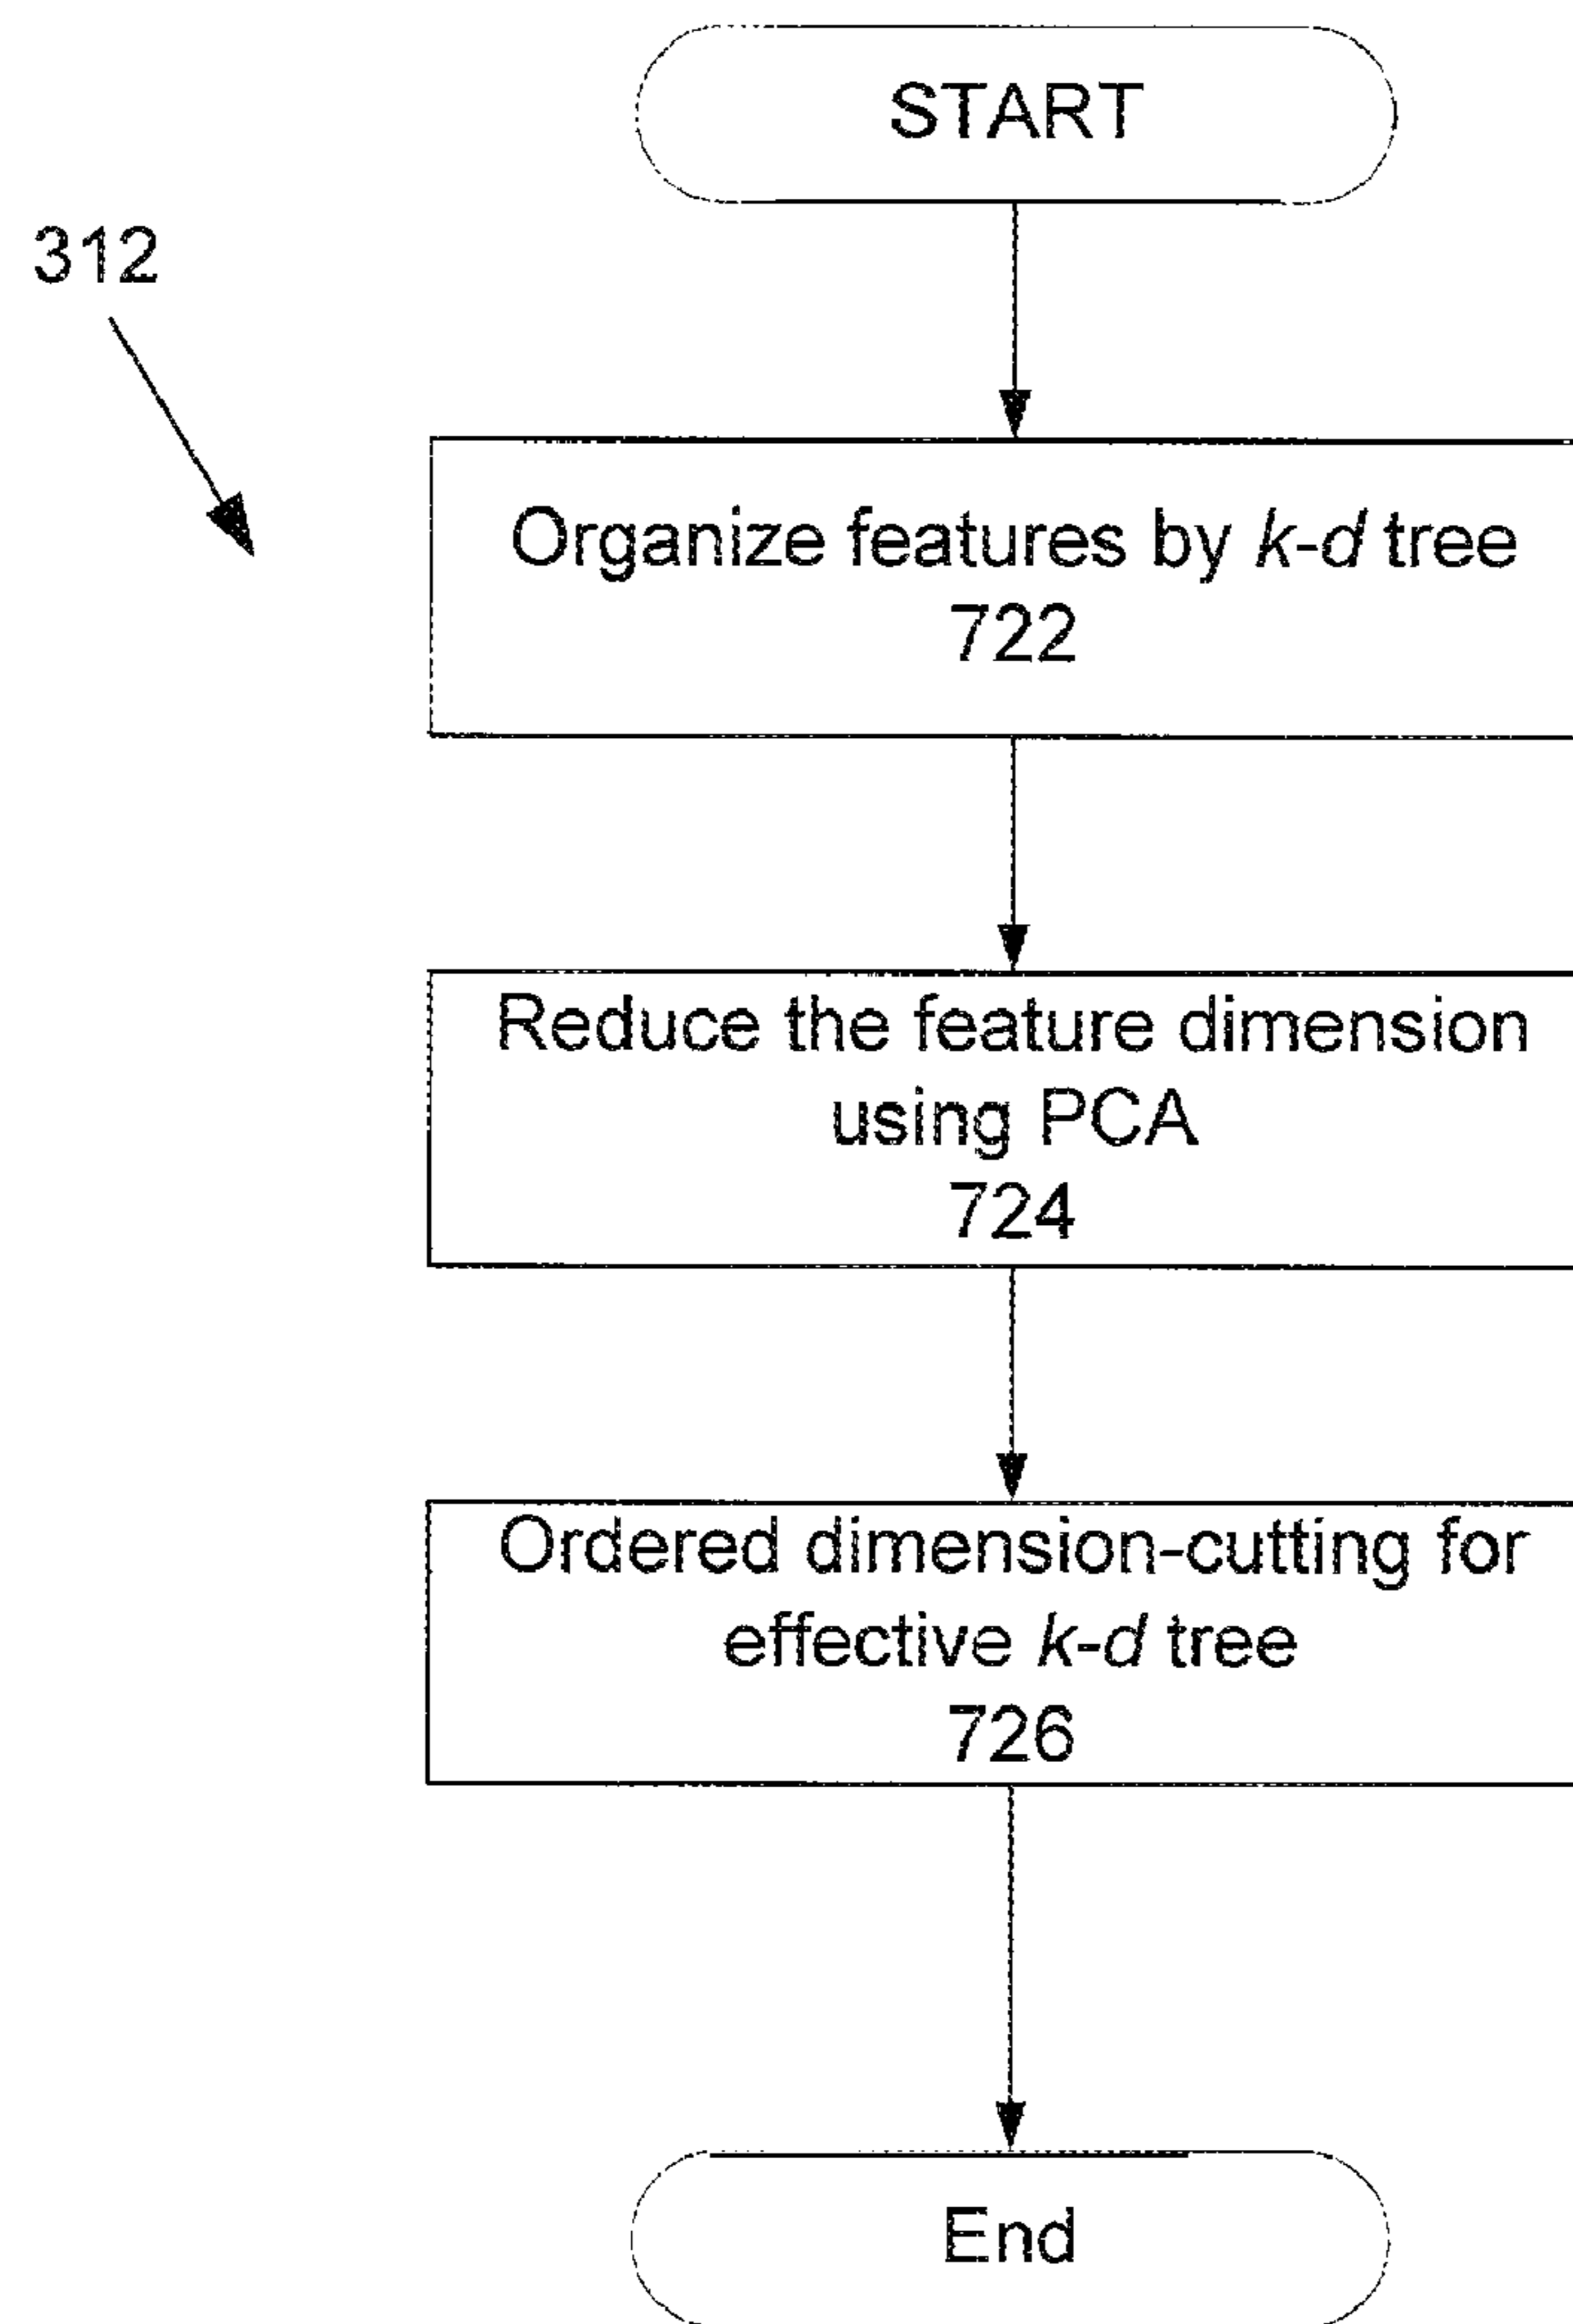 START
312
Organize features by k-d tree
722
Reduce the feature dimension
using PCA
724
Ordered dimension-cutting for
effective k-d tree
726
End